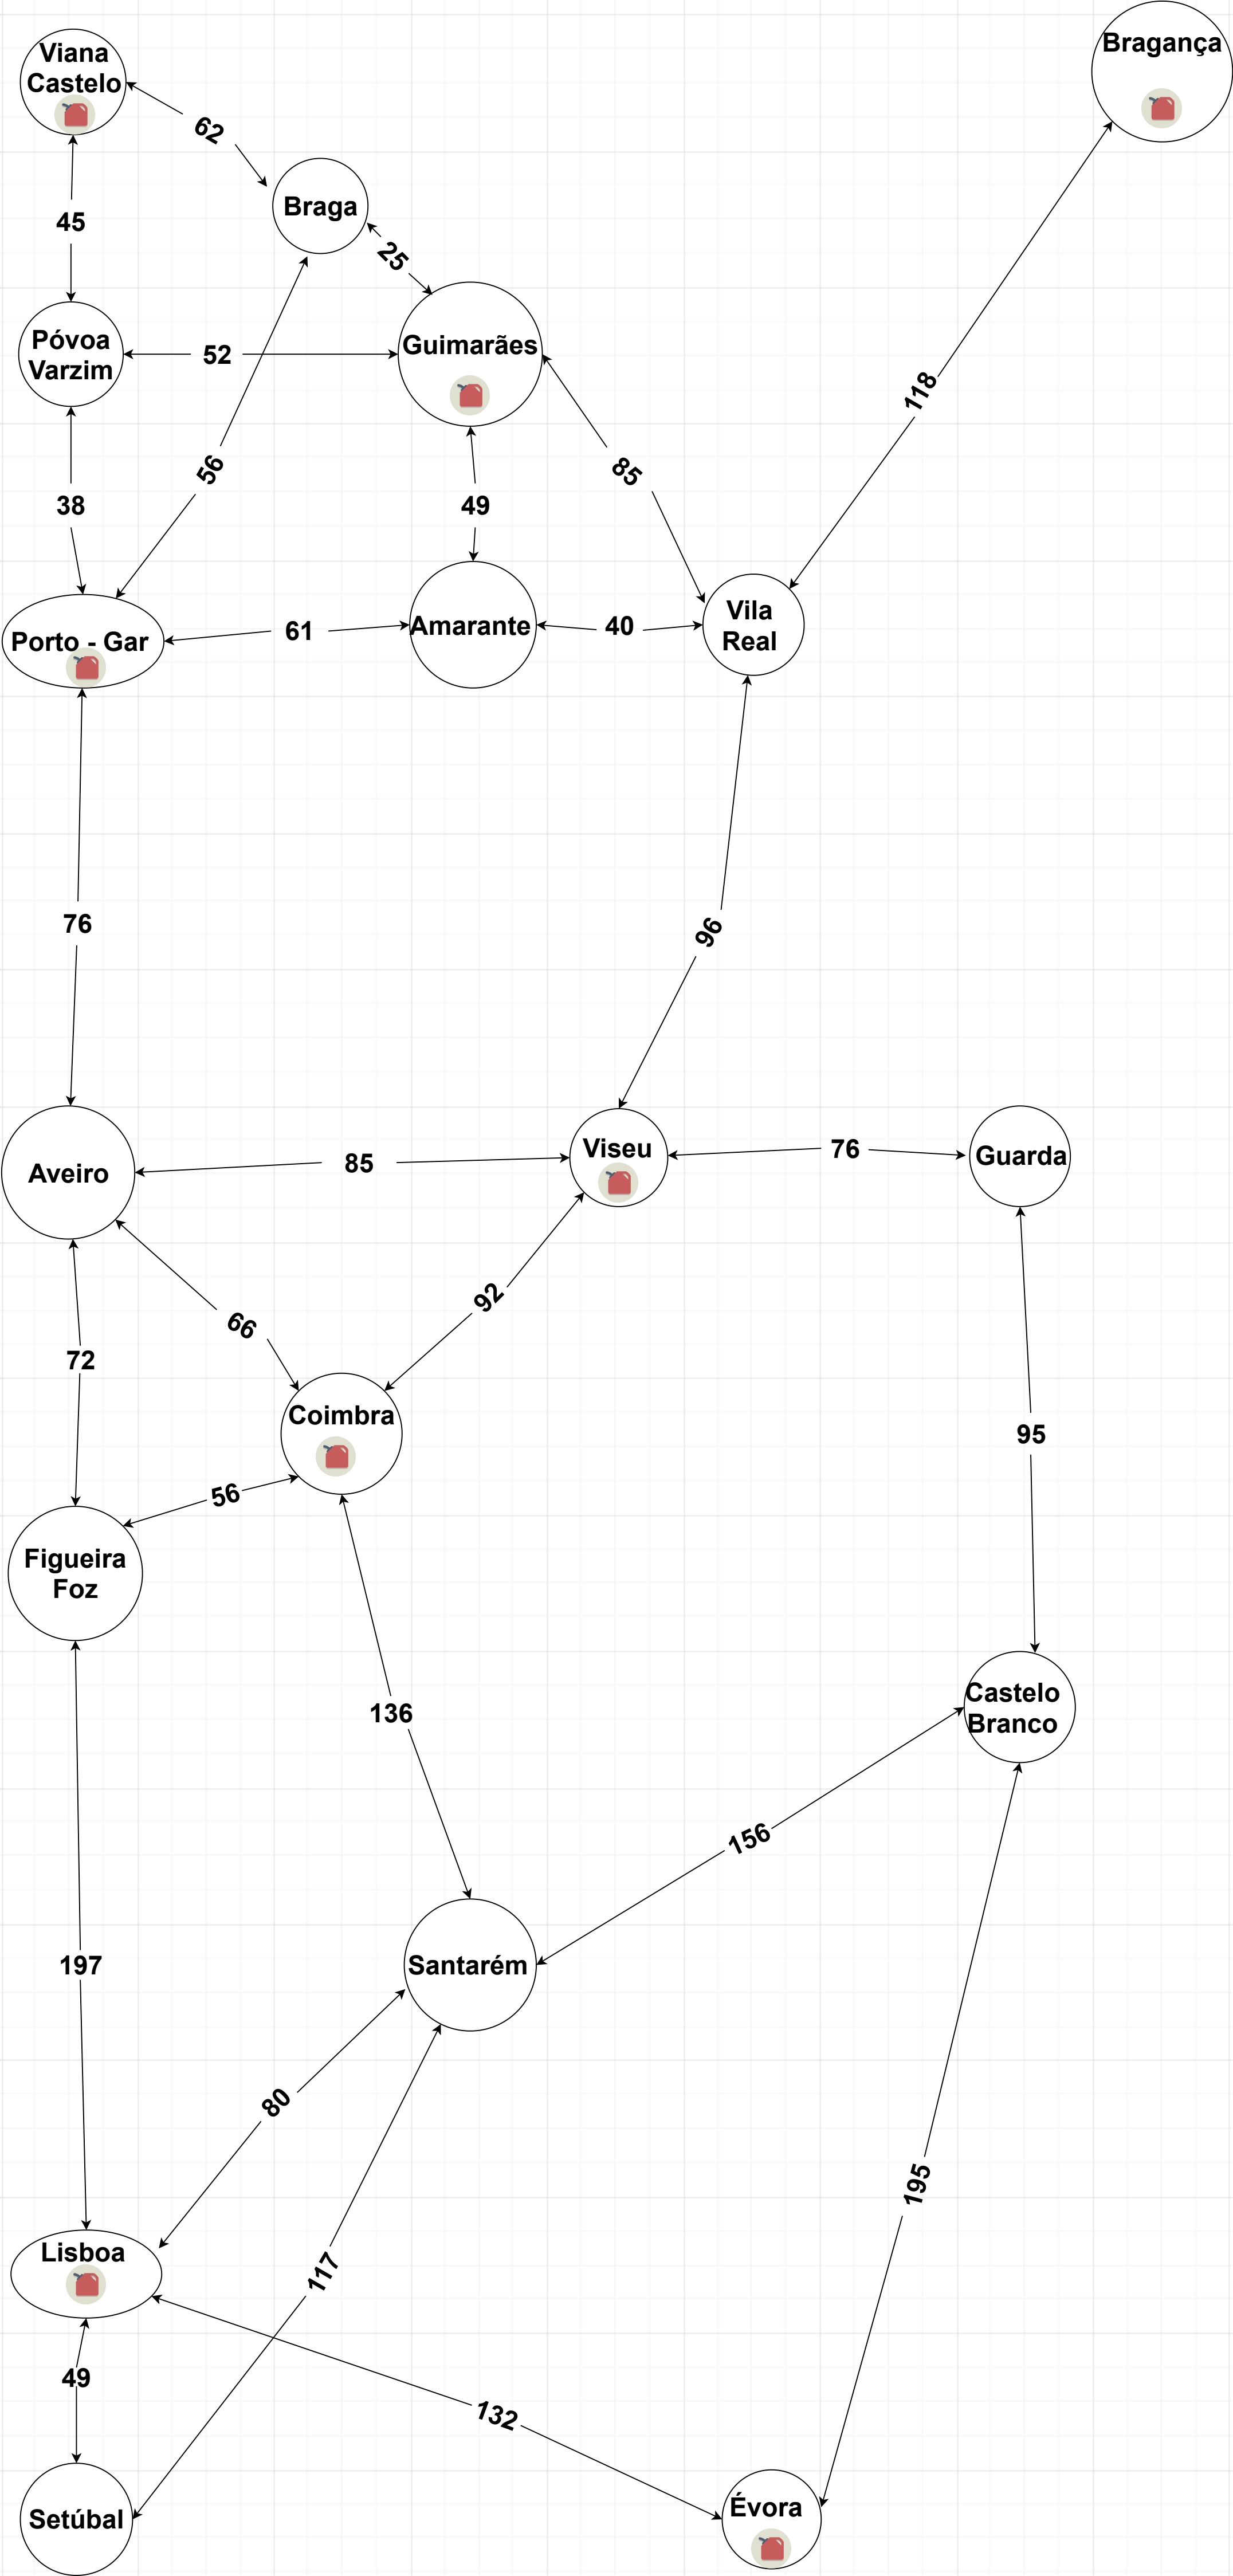 Bragança
Viana
Castelo
62
Braga
45
25
Póvoa
Varzim
52
Guimarães
118
56
85
38
49
Porto - Gar
61
Amarante
40
Vila
Real
76
96
Aveiro
85
Viseu
76
Guarda
92
66
72
Coimbra
95
56
Figueira
Foz
136
Castelo
Branco
156
197
Santarém
80
195
Lisboa
117
49
132
Setúbal
Évora